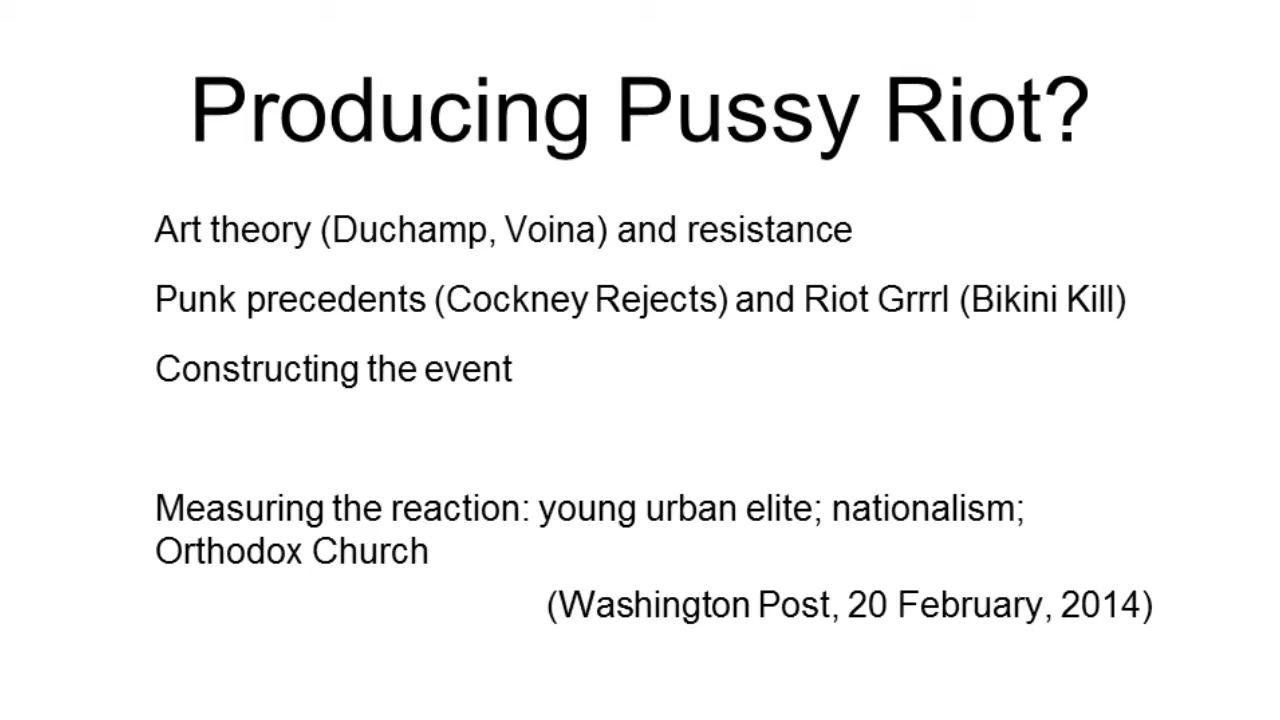 Producing Pussy Riot?
Art theory (Duchamp, Voina) and resistance
Punk precedents (Cockney Rejects) and Riot Grrrl (Bikini Kill)
Constructing the event
Measuring the reaction: young urban elite; nationalism;
Orthodox Church
(Washington Post, 20 February, 2014)